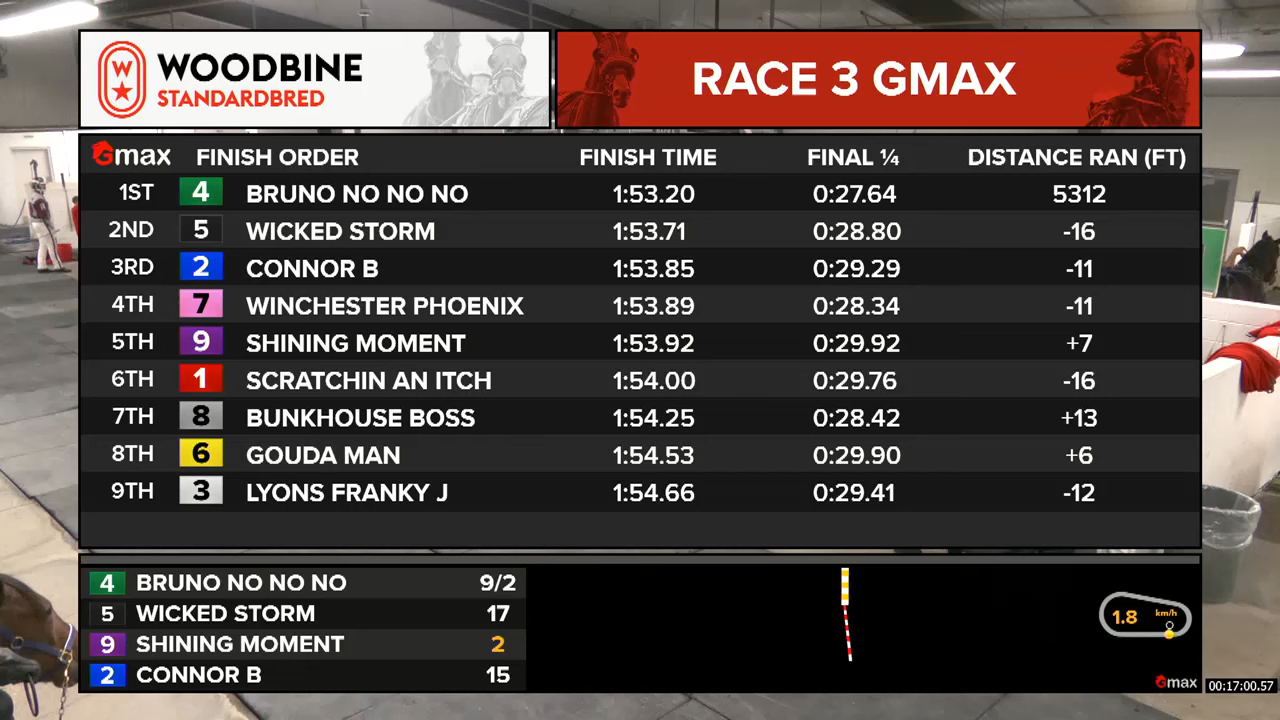 W
WOODBINE
STANDARDBRED
RACE 3 GMAX
Gmax FINISH ORDER FINISH TIME FINAL ¼ DISTANCE RAN (FT)
1ST 4 BRUNO NO NO NO 1:53.20 0:27.64 5312
2ND 5 WICKED STORM 1:53.71 0:28.80 -16
3RD 2 CONNOR B 1:53.85 0:29.29 -11
4TH 7 WINCHESTER PHOENIX 1:53.89 0:28.34 -11
5TH 9 SHINING MOMENT 1:53.92 0:29.92 +7
6TH 1 SCRATCHIN AN ITCH 1:54.00 0:29.76 -16
7TH 8 BUNKHOUSE BOSS 1:54.25 0:28.42 +13
8TH 6 GOUDA MAN 1:54.53 0:29.90 +6
9TH 3 LYONS FRANKY J 1:54.66 0:29.41 -12
4 BRUNO NO NO NO 9/2
5 WICKED STORM 17
9 SHINING MOMENT 2
2 CONNOR B 15
1.8 km/h
Gmax 00:17:00.57